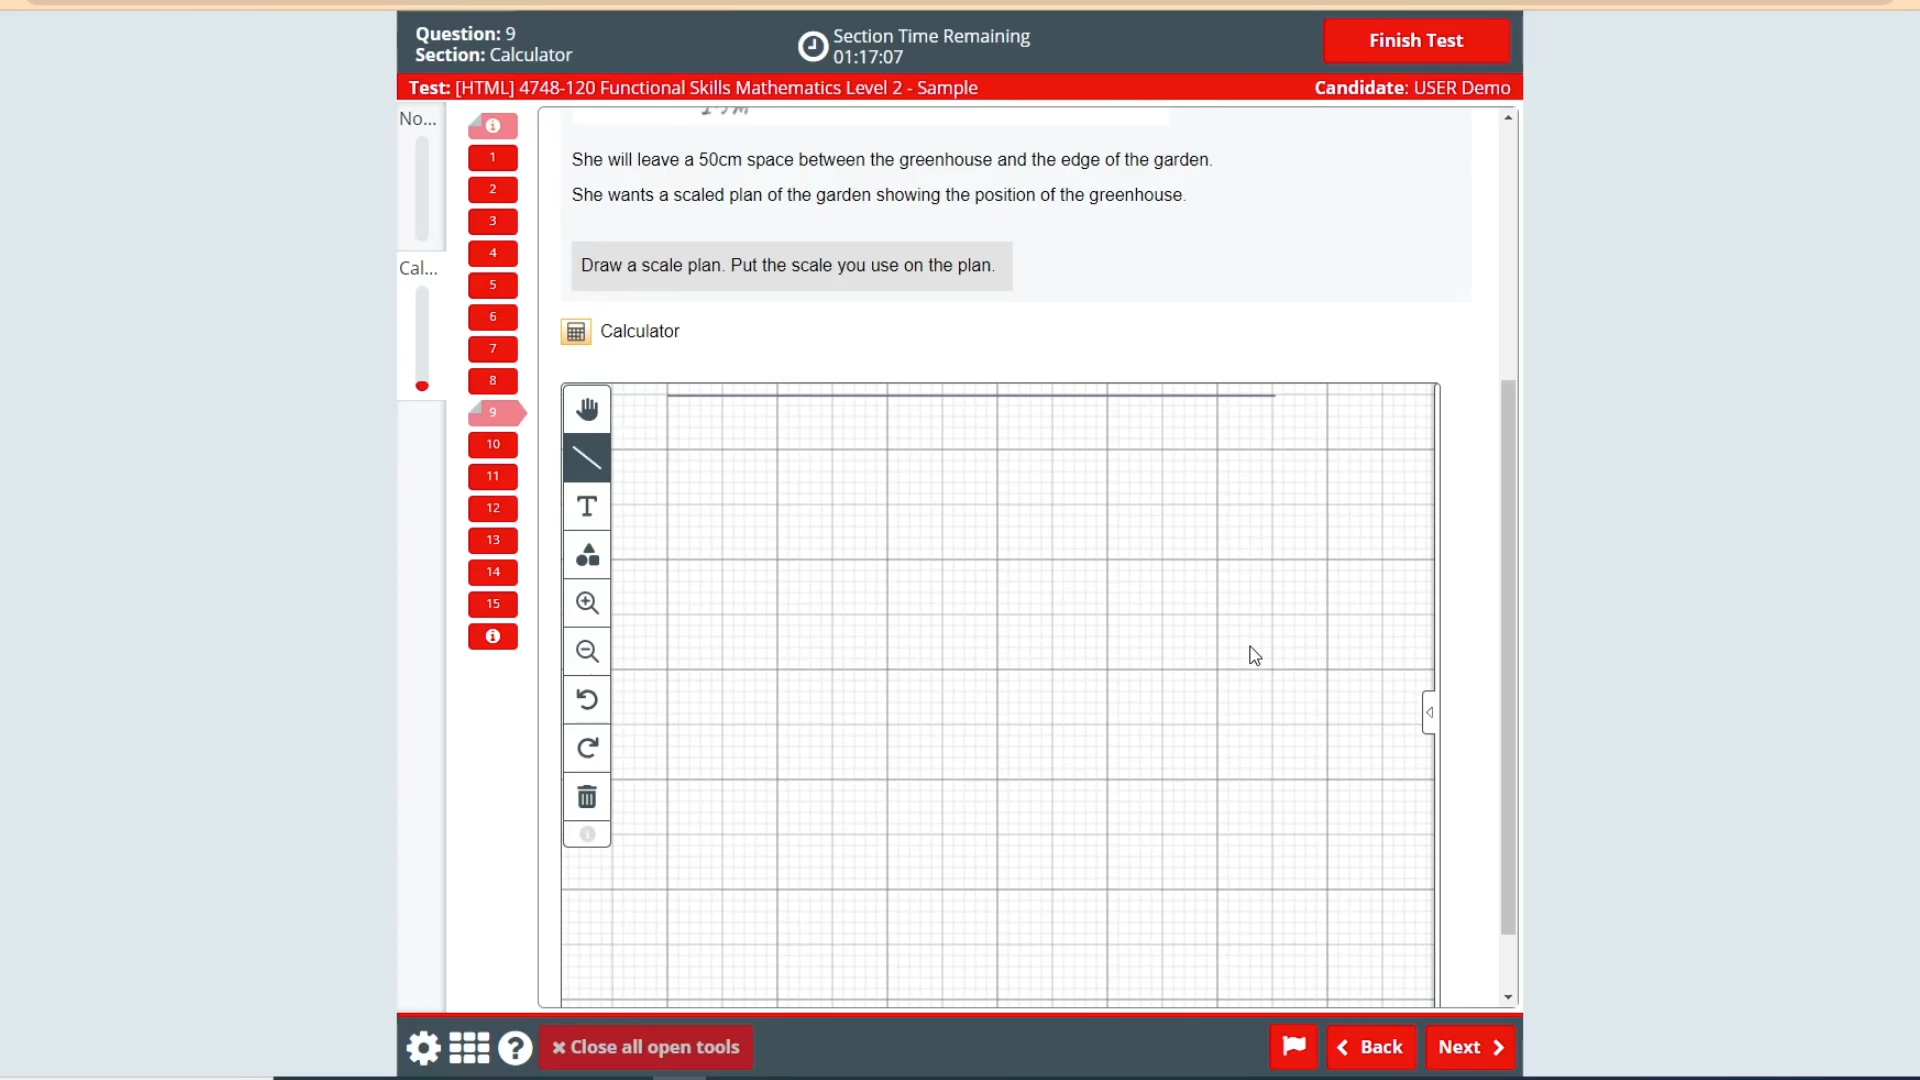 Question: 9
Section: Calculator
Section Time Remaining
01:17:07
Finish Test
Test: [HTML] 4748-120 Functional Skills Mathematics Level 2 - Sample
Candidate: USER Demo
No...
Cal...
1
2
3
4
5
6
7
8
9
10
11
12
13
14
15
She will leave a 50cm space between the greenhouse and the edge of the garden.
She wants a scaled plan of the garden showing the position of the greenhouse.
Draw a scale plan. Put the scale you use on the plan.
Calculator
T
Close all open tools
Back
Next